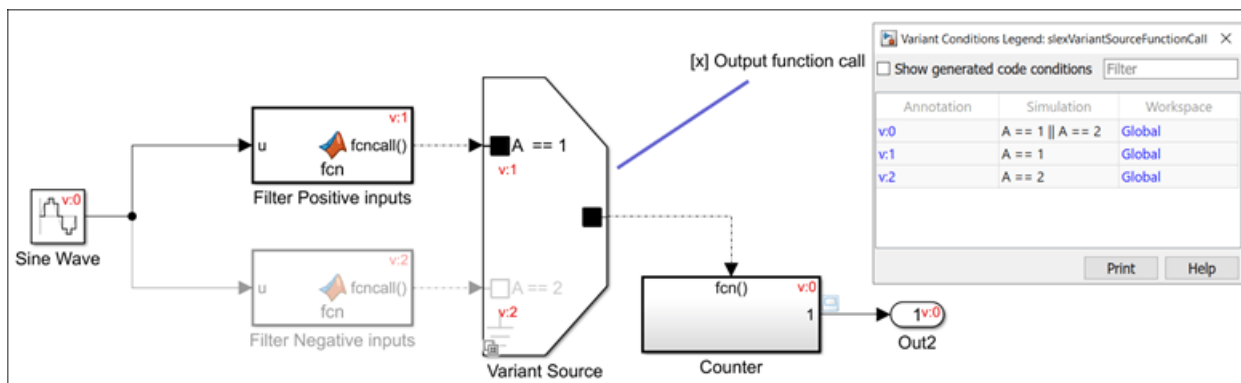 [x] Output function call
v:1
u
fcncall()
fcn
Filter Positive inputs
A == 1
v:1
v:0
Sine Wave
v:2
u
fcncall()
fcn
Filter Negative inputs
A == 2
v:2
Variant Source
fcn()
v:0
1
Counter
1
v:0
Out2
Variant Conditions Legend: slexVariantSourceFunctionCall
Show generated code conditions
Filter
Annotation Simulation Workspace
v:0 A == 1 || A == 2 Global
v:1 A == 1 Global
v:2 A == 2 Global
Print Help